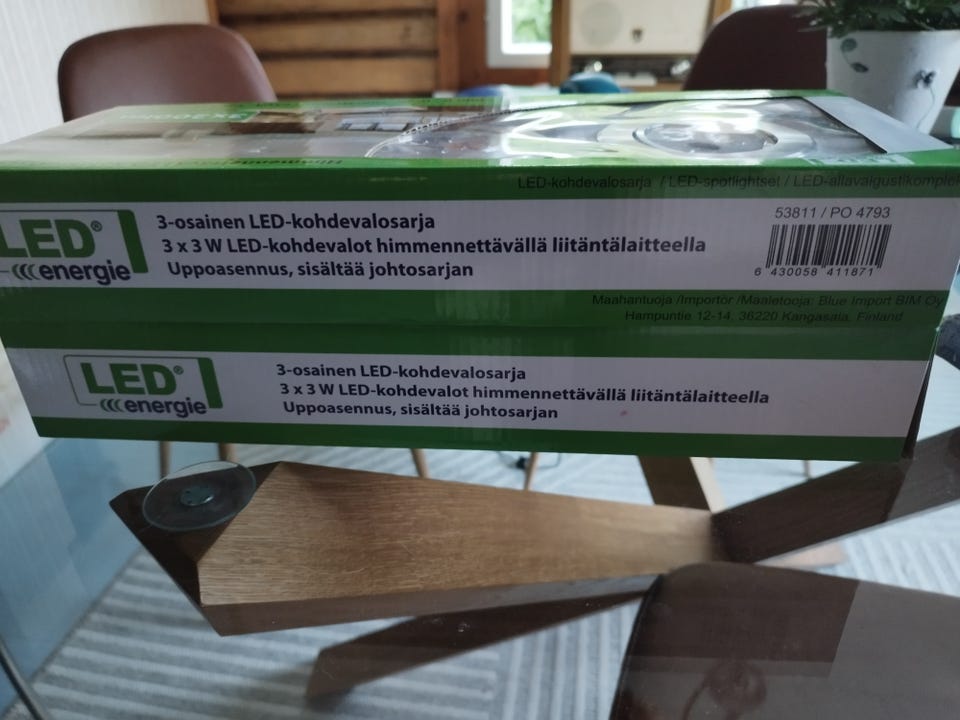 LED-kohdevalosarja / LED-spotlightset / LED-allavalgustikomplekt
LED®
energie
3-osainen LED-kohdevalosarja
3 x 3 W LED-kohdevalot himmennettävällä liitäntälaitteella
Uppoasennus, sisältää johtosarjan
53811 / PO 4793
6 430058 411871
Maahantuoja /Importör /Maaletooja: Blue Import BIM Oy
Hampuntie 12-14, 36220 Kangasala, Finland
LED®
energie
3-osainen LED-kohdevalosarja
3 x 3 W LED-kohdevalot himmennettävällä liitäntälaitteella
Uppoasennus, sisältää johtosarjan